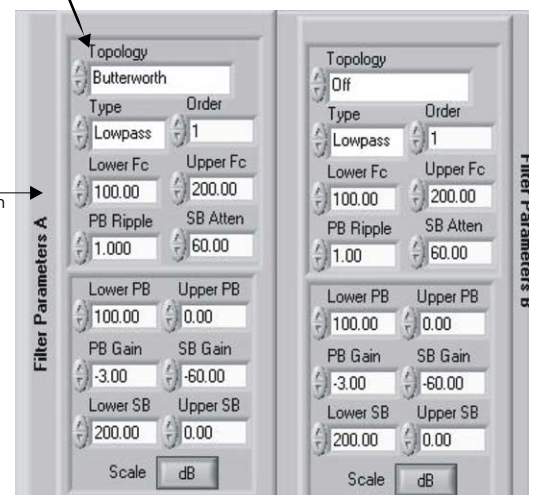 Filter Parameters A
Topology
Butterworth
Type Order
Lowpass 1
Lower Fc Upper Fc
100.00 200.00
PB Ripple SB Atten
1.000 60.00
Lower PB Upper PB
100.00 0.00
PB Gain SB Gain
-3.00 -60.00
Lower SB Upper SB
200.00 0.00
Scale dB
Topology
Off
Type Order
Lowpass 1
Lower Fc Upper Fc
100.00 200.00
PB Ripple SB Atten
1.00 60.00
Lower PB Upper PB
100.00 0.00
PB Gain SB Gain
-3.00 -60.00
Lower SB Upper SB
200.00 0.00
Scale dB
Filter Parameters B